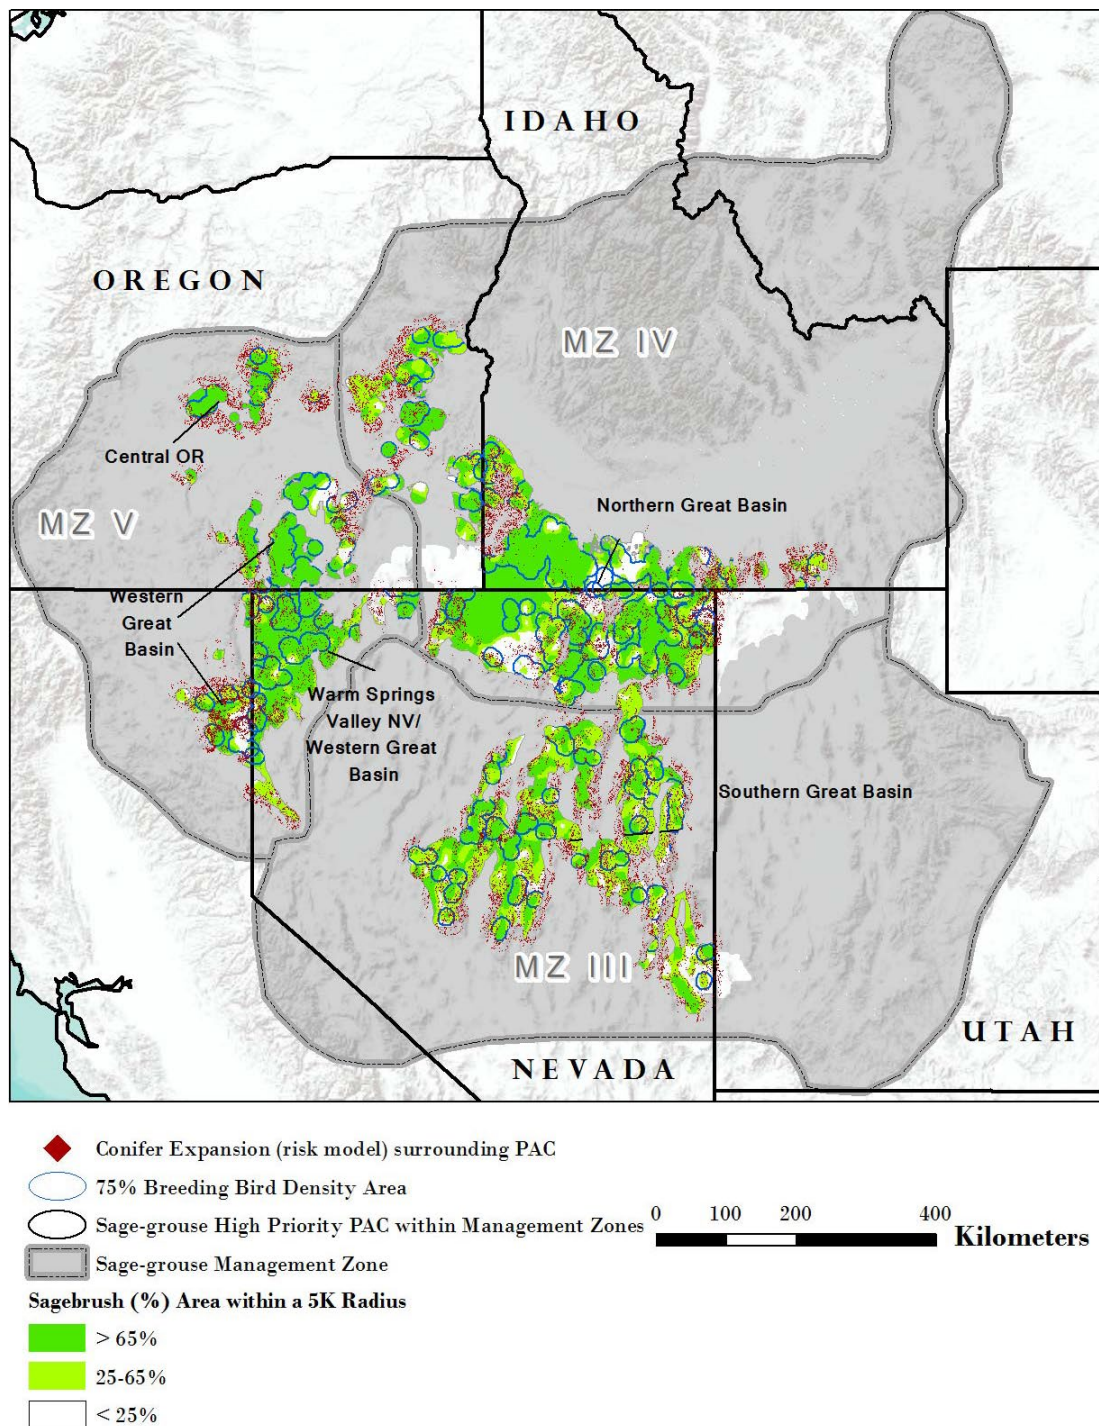 IDAHO
OREGON
MZ IV
Central OR
Northern Great Basin
MZ V
Western
Great
Basin
Warm Springs
Valley NV/
Western Great
Basin
Southern Great Basin
MZ III
UTAH
NEVADA
Conifer Expansion (risk model) surrounding PAC
75% Breeding Bird Density Area
Sage-grouse High Priority PAC within Management Zones
Sage-grouse Management Zone
0 100 200 400
Kilometers
Sagebrush (%) Area within a 5K Radius
> 65%
25-65%
< 25%